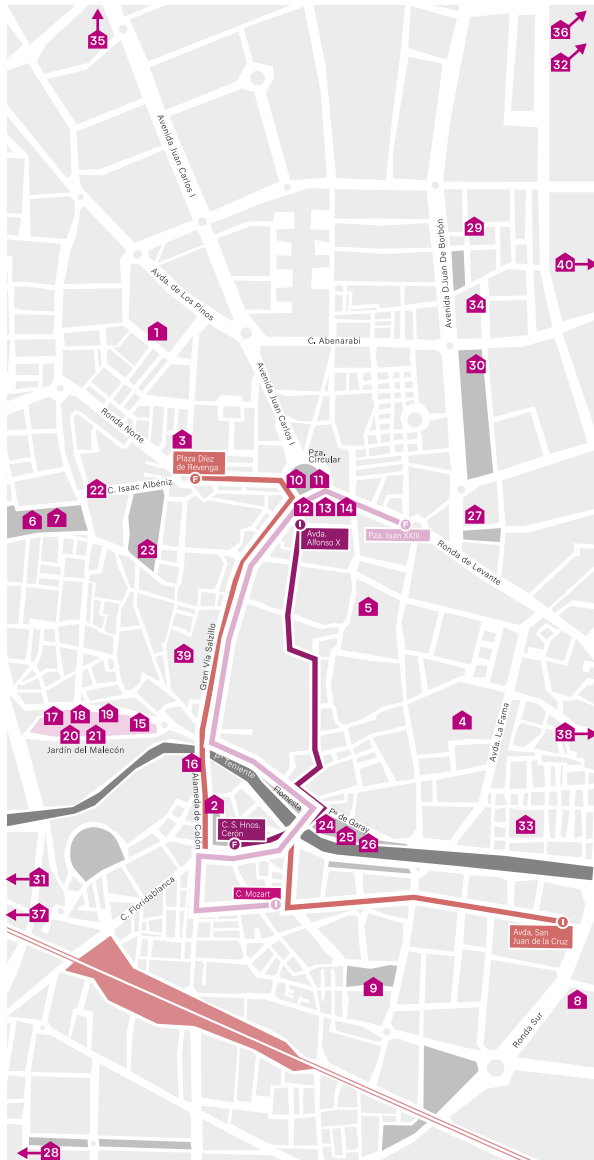 35
36
32
Avenida Juan Carlos I
29
Avenida D.Juan De Borbón
40
Avda. de Los Pinos
34
1
C. Abenarabi
30
Avenida Juan Carlos I
Ronda Norte
3
Pza.
Circular
Plaza Díez
de Revenga
F
10
11
22
C. Isaac Albéniz
12
13
14
6
7
27
I
Avda.
Alfonso X
F
Pza. Juan XXIII
23
Ronda de Levante
5
39
Gran Vía Salzillo
17
18
19
15
4
Avda. La Fama
20
21
38
Jardín del Malecón
16
Pº Teniente
Flomesta
Alameda de Colón
2
Pº de Garay
C. S. Hnos.
Cerón
F
24
25
26
33
31
37
C. Floridablanca
C. Mozart
I
I
Avda, San
Juan de la Cruz
9
8
Ronda Sur
28